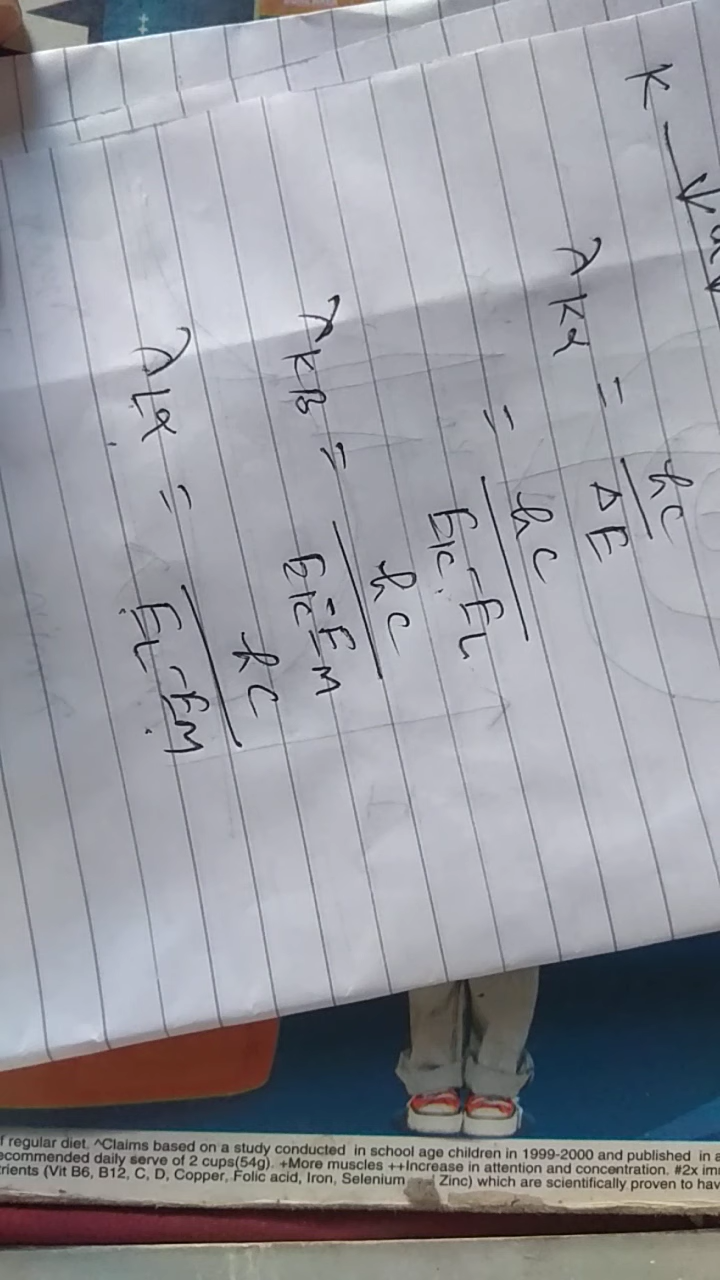 K →
λKα = hc/ΔE
= hc/EK - EL
λKβ = hc/EK - EM
λLα = hc/EL - EM
f regular diet. ^Claims based on a study conducted in school age children in 1999-2000 and published in a
ecommended daily serve of 2 cups(54g). +More muscles ++Increase in attention and concentration. #2x im
rients (Vit B6, B12, C, D, Copper, Folic acid, Iron, Selenium Zinc) which are scientifically proven to hav